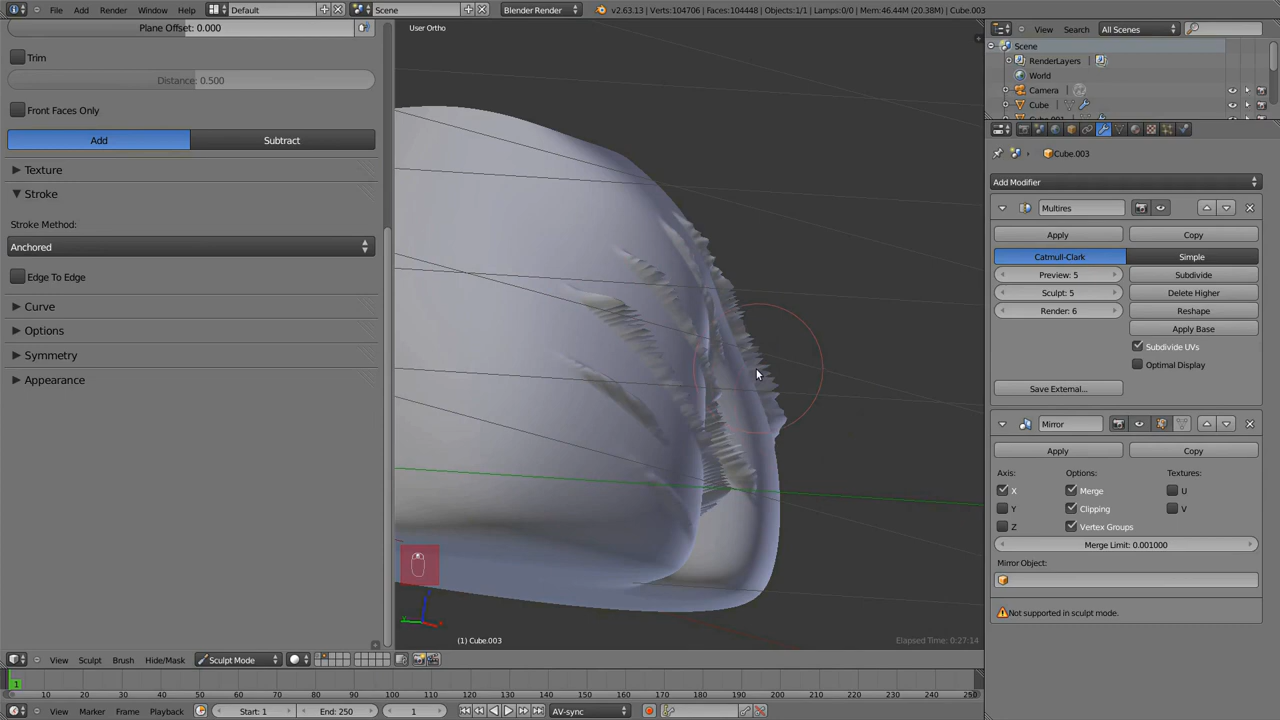 File Add Render Window Help Default Scene Blender Render v2.63.13 | Verts:104706 | Faces:104448 | Objects:1/1 | Lamps:0/0 | Mem:46.44M (20.38M) | Cube.003
Plane Offset: 0.000
Trim
Distance: 0.500
Front Faces Only
Add Subtract
Texture
Stroke
Stroke Method:
Anchored
Edge To Edge
Curve
Options
Symmetry
Appearance
User Ortho
(1) Cube.003
Elapsed Time: 0:27:14
View Search All Scenes
Scene
RenderLayers
World
Camera
Cube
Cube.003
Add Modifier
Multires
Apply Copy
Catmull-Clark Simple
Preview: 5 Subdivide
Sculpt: 5 Delete Higher
Render: 6 Reshape
Apply Base
Subdivide UVs
Optimal Display
Save External...
Mirror
Apply Copy
Axis: Options: Textures:
X Merge U
Y Clipping V
Z Vertex Groups
Merge Limit: 0.001000
Mirror Object:
Not supported in sculpt mode.
View Sculpt Brush Hide/Mask Sculpt Mode
1
0 10 20 30 40 50 60 70 80 90 100 110 120 130 140 150 160 170 180 190 200 210 220 230 240 250
View Marker Frame Playback Start: 1 End: 250 1 AV-sync